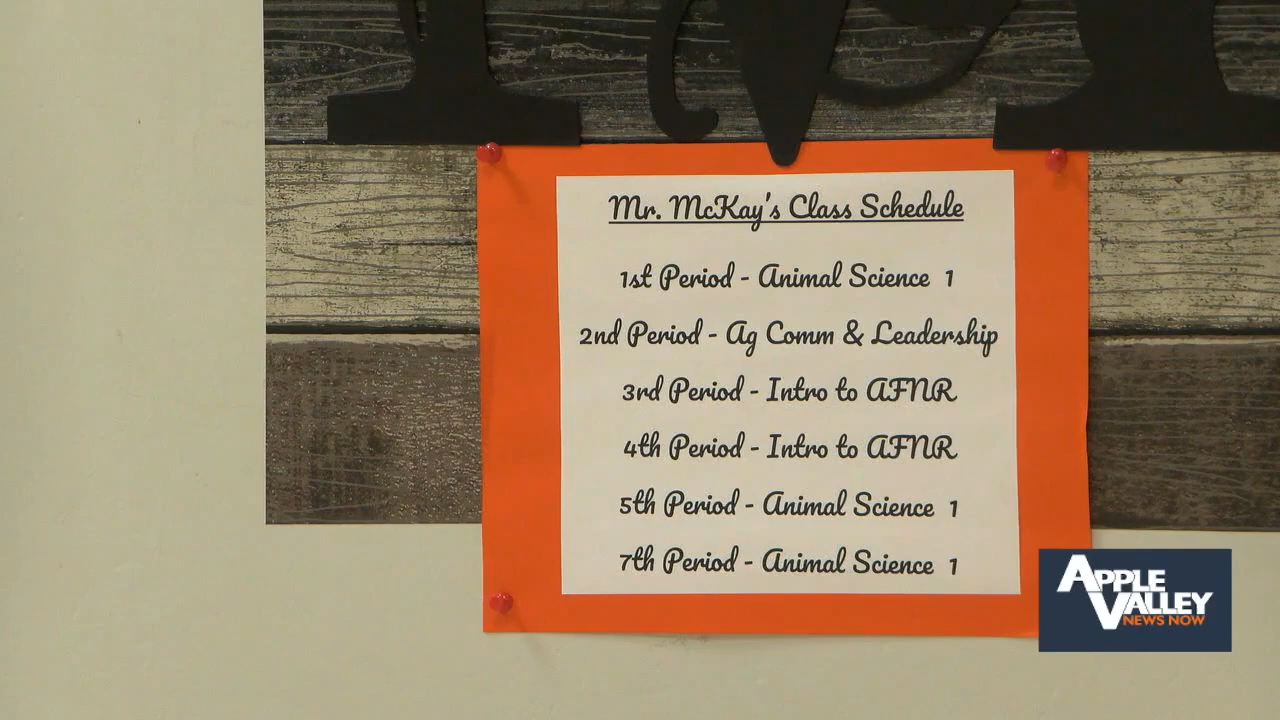 Mr. McKay's Class Schedule
1st Period - Animal Science 1
2nd Period - Ag Comm & Leadership
3rd Period - Intro to AFNR
4th Period - Intro to AFNR
5th Period - Animal Science 1
7th Period - Animal Science 1
APPLE
VALLEY
NEWS NOW